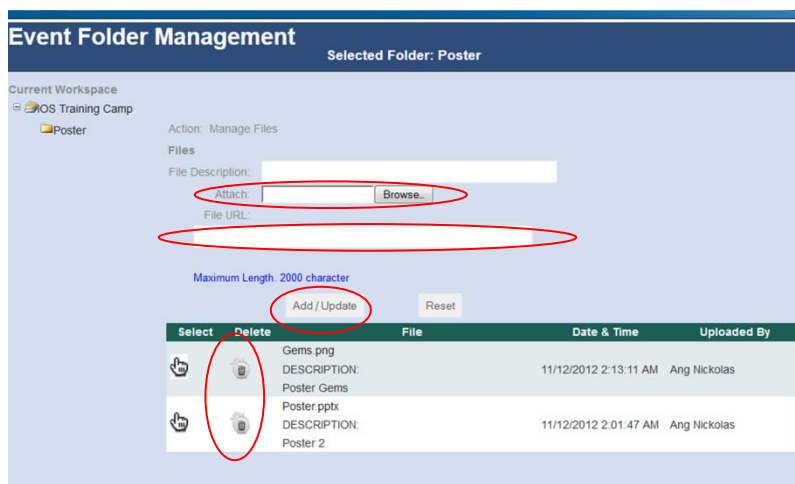 Event Folder Management
Selected Folder: Poster
Current Workspace
IOS Training Camp
Poster
Action: Manage Files
Files
File Description:
Attach: Browse..
File URL:
Maximum Length. 2000 character
Add / Update Reset
Select Delete File Date & Time Uploaded By
Gems.png
DESCRIPTION: 11/12/2012 2:13:11 AM Ang Nickolas
Poster Gems
Poster.pptx
DESCRIPTION: 11/12/2012 2:01:47 AM Ang Nickolas
Poster 2